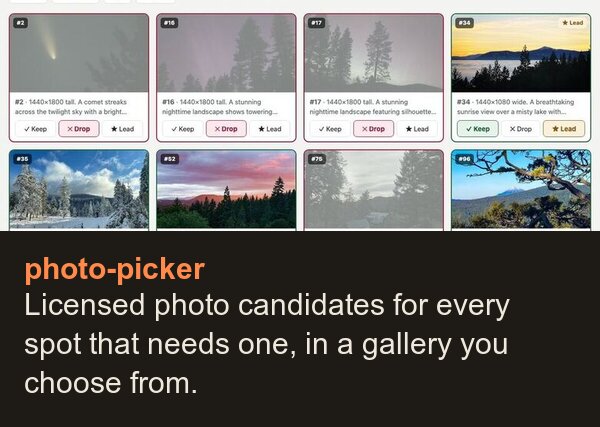 #2
#16
#17
#34
★ Lead
#2 · 1440×1800 tall. A comet streaks
across the twilight sky with a bright...
#16 · 1440×1800 tall. A stunning
nighttime landscape shows towering...
#17 · 1440×1800 tall. A stunning
nighttime landscape featuring silhouette...
#34 · 1440×1080 wide. A breathtaking
sunrise view over a misty lake with...
✓ Keep ✕ Drop ★ Lead
✓ Keep ✕ Drop ★ Lead
✓ Keep ✕ Drop ★ Lead
✓ Keep ✕ Drop ★ Lead
#35
#52
#75
#96
photo-picker
Licensed photo candidates for every
spot that needs one, in a gallery you
choose from.